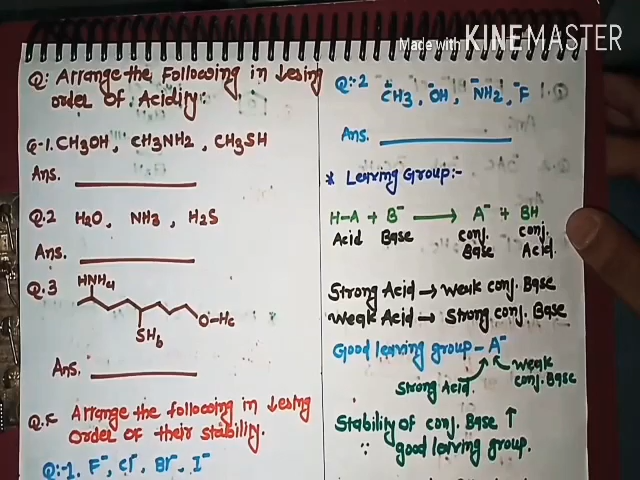 Made with KINEMASTER
Q: Arrange the Following in ↓esing
order of Acidity:
Q-1. CH3OH, CH3NH2, CH3SH
Ans.
Q.2 H2O, NH3, H2S
Ans.
Q.3 HNHa
O-Hc
SHb
Ans.
Q. Arrange the following in ↓esing
order of their stability.
Q:-1. F⁻, Cl⁻, Br⁻, I⁻
Q:-2 ⁻CH3, ⁻OH, ⁻NH2, ⁻F
Ans.
* Leaving Group:-
H-A + B⁻ ⟶ A⁻ + BH
Acid Base conj. Base conj. Acid.
Strong Acid → weak conj. Base
Weak Acid → Strong conj. Base
Good leaving group - A⁻
weak conj. Base
Strong Acid.
Stability of conj. Base ↑
∵ good leaving group.